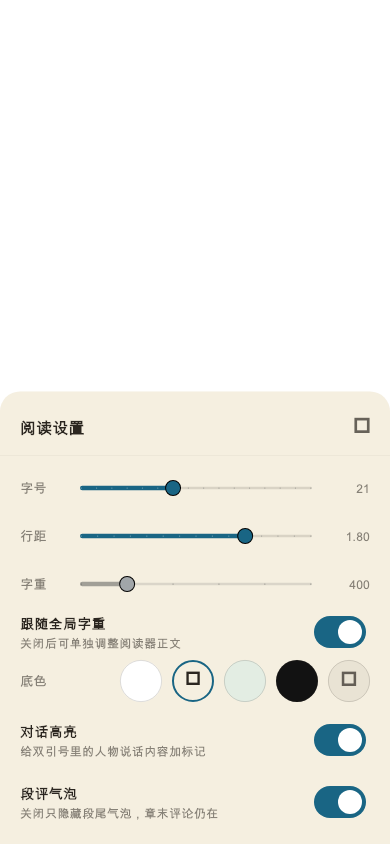 阅读设置
字号 21
行距 1.80
字重 400
跟随全局字重
关闭后可单独调整阅读器正文
底色
对话高亮
给双引号里的人物说话内容加标记
段评气泡
关闭只隐藏段尾气泡，章末评论仍在